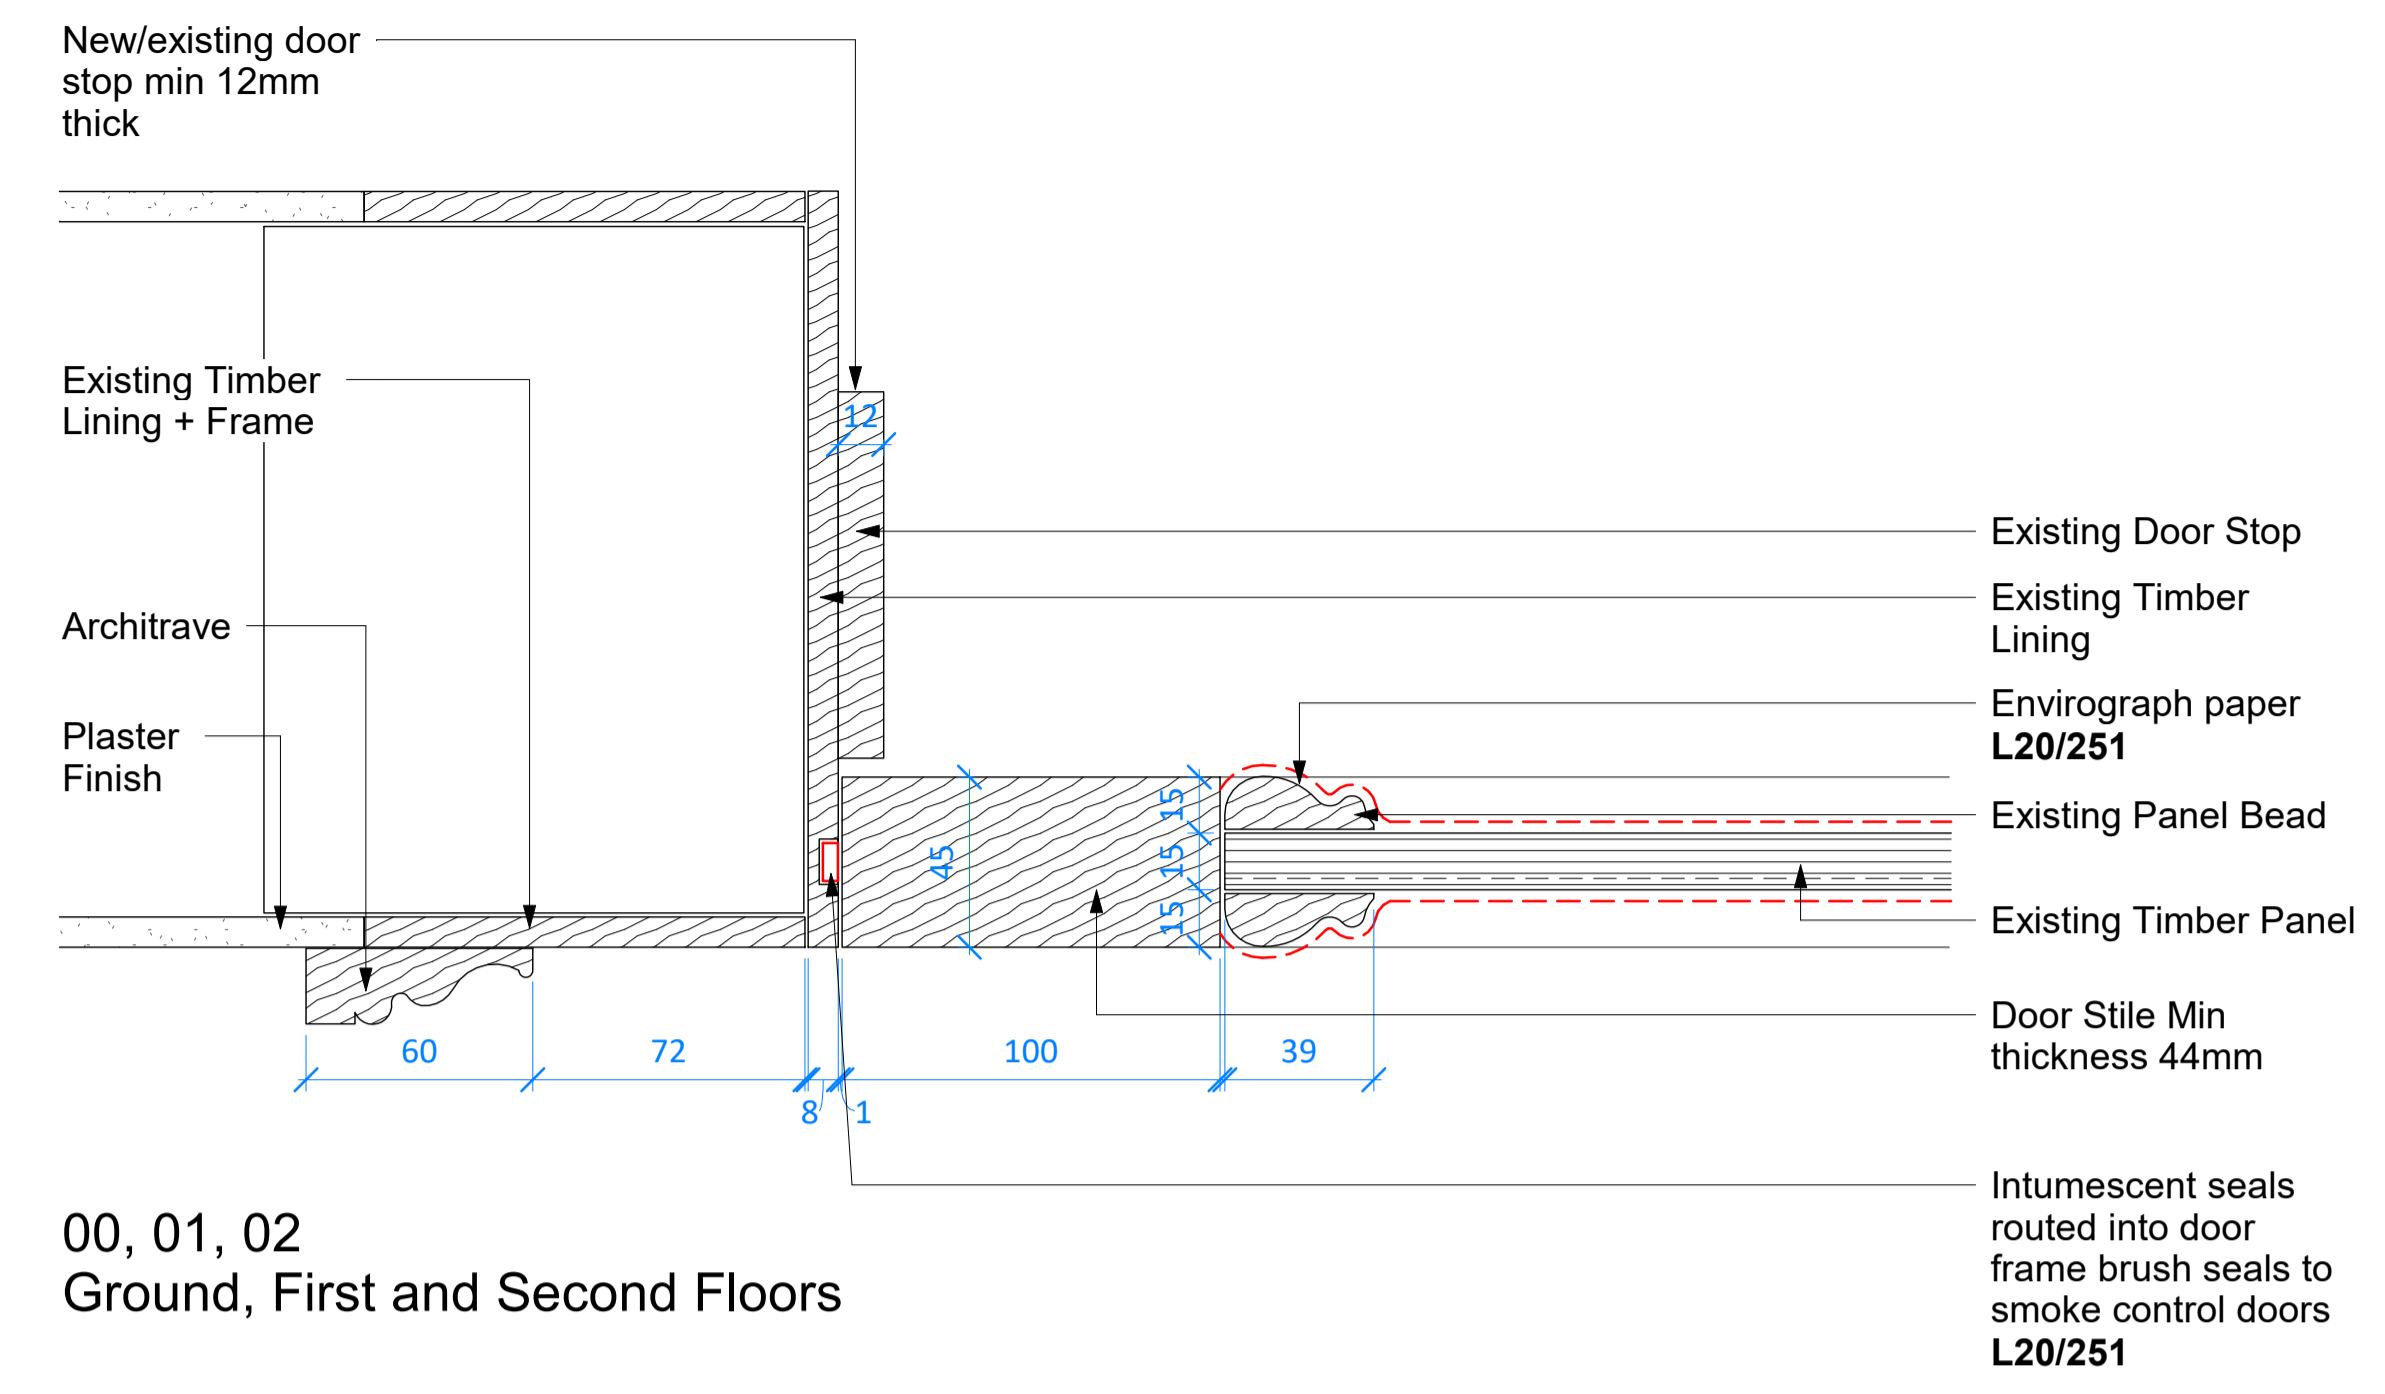 New/existing door
stop min 12mm
thick
Existing Timber
Lining + Frame
Architrave
Plaster
Finish
12
45
15
15
15
60
72
8
1
100
39
Existing Door Stop
Existing Timber
Lining
Envirograph paper
L20/251
Existing Panel Bead
Existing Timber Panel
Door Stile Min
thickness 44mm
Intumescent seals
routed into door
frame brush seals to
smoke control doors
L20/251
00, 01, 02
Ground, First and Second Floors